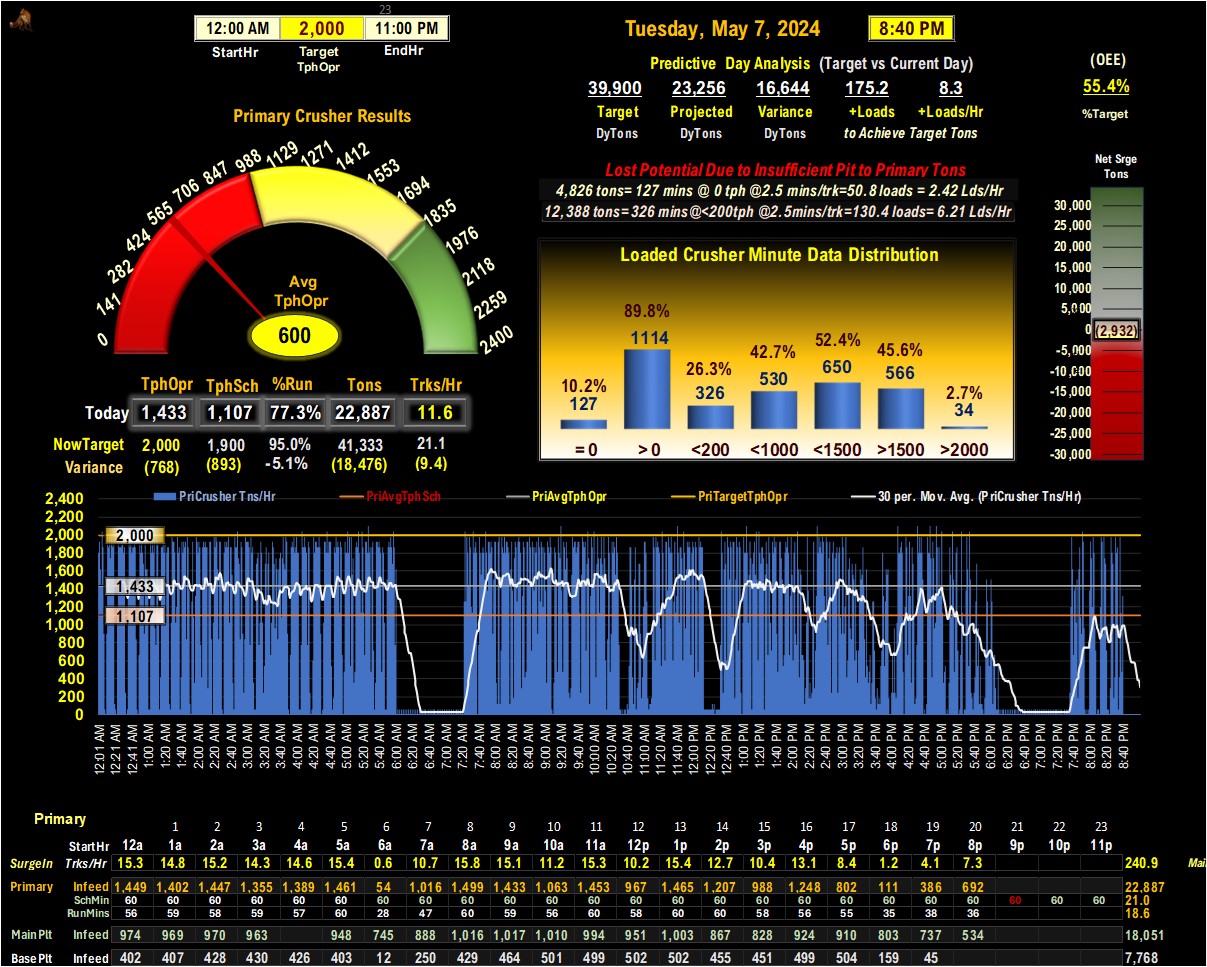 23
12:00 AM 2,000 11:00 PM
StartHr Target TphOpr EndHr
Tuesday, May 7, 2024 8:40 PM
Predictive Day Analysis (Target vs Current Day)
39,900 23,256 16,644 175.2 8.3
Target Projected Variance +Loads +Loads/Hr
DyTons DyTons DyTons to Achieve Target Tons
(OEE)
55.4%
%Target
Primary Crusher Results
0 141 282 424 565 706 847 988 1129 1271 1412 1553 1694 1835 1976 2118 2259 2400
Avg
TphOpr
600
TphOpr TphSch %Run Tons Trks/Hr
Today 1,433 1,107 77.3% 22,887 11.6
NowTarget 2,000 1,900 95.0% 41,333 21.1
Variance (768) (893) -5.1% (18,476) (9.4)
Lost Potential Due to Insufficient Pit to Primary Tons
4,826 tons= 127 mins @ 0 tph @2.5 mins/trk=50.8 loads = 2.42 Lds/Hr
12,388 tons= 326 mins@<200tph @2.5mins/trk=130.4 loads= 6.21 Lds/Hr
Loaded Crusher Minute Data Distribution
10.2% 89.8% 26.3% 42.7% 52.4% 45.6% 2.7%
127 1114 326 530 650 566 34
= 0 > 0 <200 <1000 <1500 >1500 >2000
Net Srge
Tons
30,000
25,000
20,000
15,000
10,000
5,000
0 (2,932)
-5,000
-10,000
-15,000
-20,000
-25,000
-30,000
PriCrusher Tns/Hr PriAvgTphSch PriAvgTphOpr PriTargetTphOpr 30 per. Mov. Avg. (PriCrusher Tns/Hr)
2,400
2,200
2,000 2,000
1,800
1,600
1,400 1,433
1,200 1,107
1,000
800
600
400
200
0
12:01 AM 12:21 AM 12:41 AM 1:00 AM 1:20 AM 1:40 AM 2:00 AM 2:20 AM 2:40 AM 3:00 AM 3:20 AM 3:40 AM 4:00 AM 4:20 AM 4:40 AM 5:00 AM 5:20 AM 5:40 AM 6:00 AM 6:20 AM 6:40 AM 7:00 AM 7:20 AM 7:40 AM 8:00 AM 8:20 AM 8:40 AM 9:00 AM 9:20 AM 9:40 AM 10:00 AM 10:20 AM 10:40 AM 11:00 AM 11:20 AM 11:40 AM 12:00 PM 12:20 PM 12:40 PM 1:00 PM 1:20 PM 1:40 PM 2:00 PM 2:20 PM 2:40 PM 3:00 PM 3:20 PM 3:40 PM 4:00 PM 4:20 PM 4:40 PM 5:00 PM 5:20 PM 5:40 PM 6:00 PM 6:20 PM 6:40 PM 7:00 PM 7:20 PM 7:40 PM 8:00 PM 8:20 PM 8:40 PM
Primary
1 2 3 4 5 6 7 8 9 10 11 12 13 14 15 16 17 18 19 20 21 22 23
StartHr 12a 1a 2a 3a 4a 5a 6a 7a 8a 9a 10a 11a 12p 1p 2p 3p 4p 5p 6p 7p 8p 9p 10p 11p
SurgeIn Trks/Hr 15.3 14.8 15.2 14.3 14.6 15.4 0.6 10.7 15.8 15.1 11.2 15.3 10.2 15.4 12.7 10.4 13.1 8.4 1.2 4.1 7.3 240.9
Primary Infeed 1,449 1,402 1,447 1,355 1,389 1,461 54 1,016 1,499 1,433 1,063 1,453 967 1,465 1,207 988 1,248 802 111 386 692 22,887
SchMin 60 60 60 60 60 60 60 60 60 60 60 60 60 60 60 60 60 60 60 60 60 60 60 60 21.0
RunMins 56 59 58 59 57 60 28 47 60 59 56 60 58 60 60 58 56 55 35 38 36 18.6
MainPlt Infeed 974 969 970 963 948 745 888 1,016 1,017 1,010 994 951 1,003 867 828 924 910 803 737 534 18,051
BasePlt Infeed 402 407 428 430 426 403 12 250 429 464 501 499 502 502 455 451 499 504 159 45 7,768